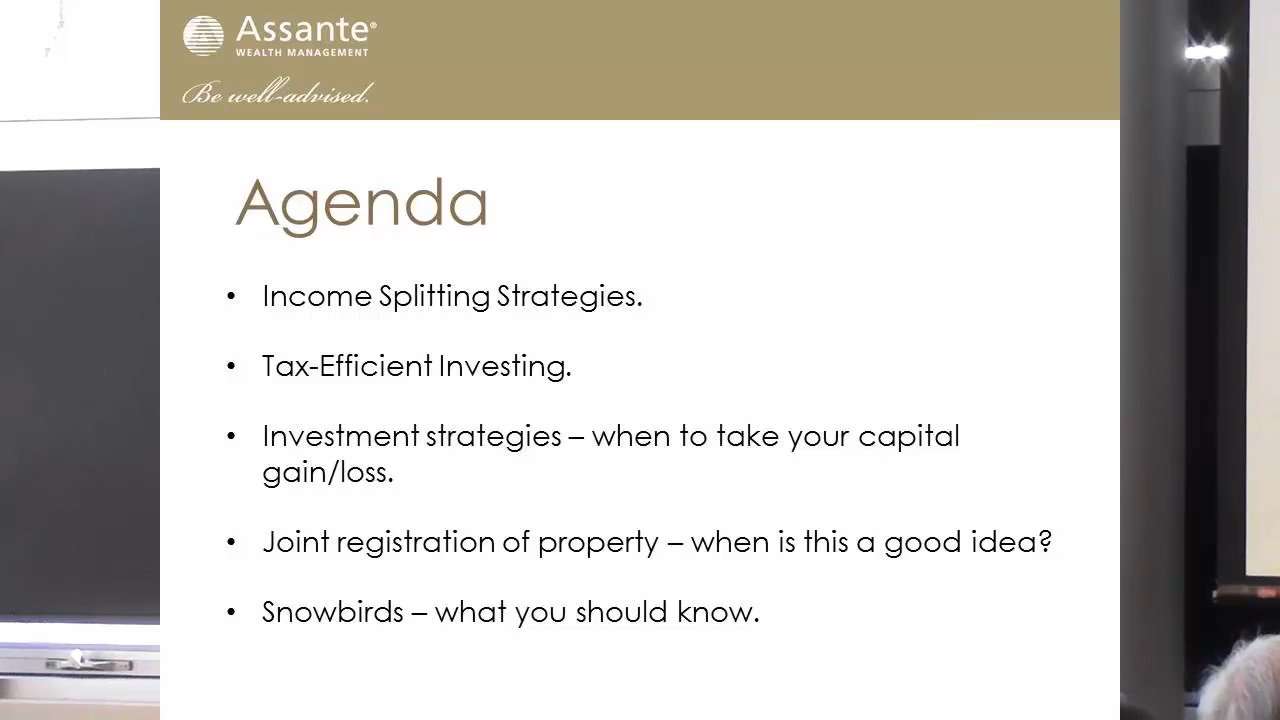 Assante®
WEALTH MANAGEMENT
Be well-advised.
Agenda
• Income Splitting Strategies.
• Tax-Efficient Investing.
• Investment strategies – when to take your capital
gain/loss.
• Joint registration of property – when is this a good idea?
• Snowbirds – what you should know.